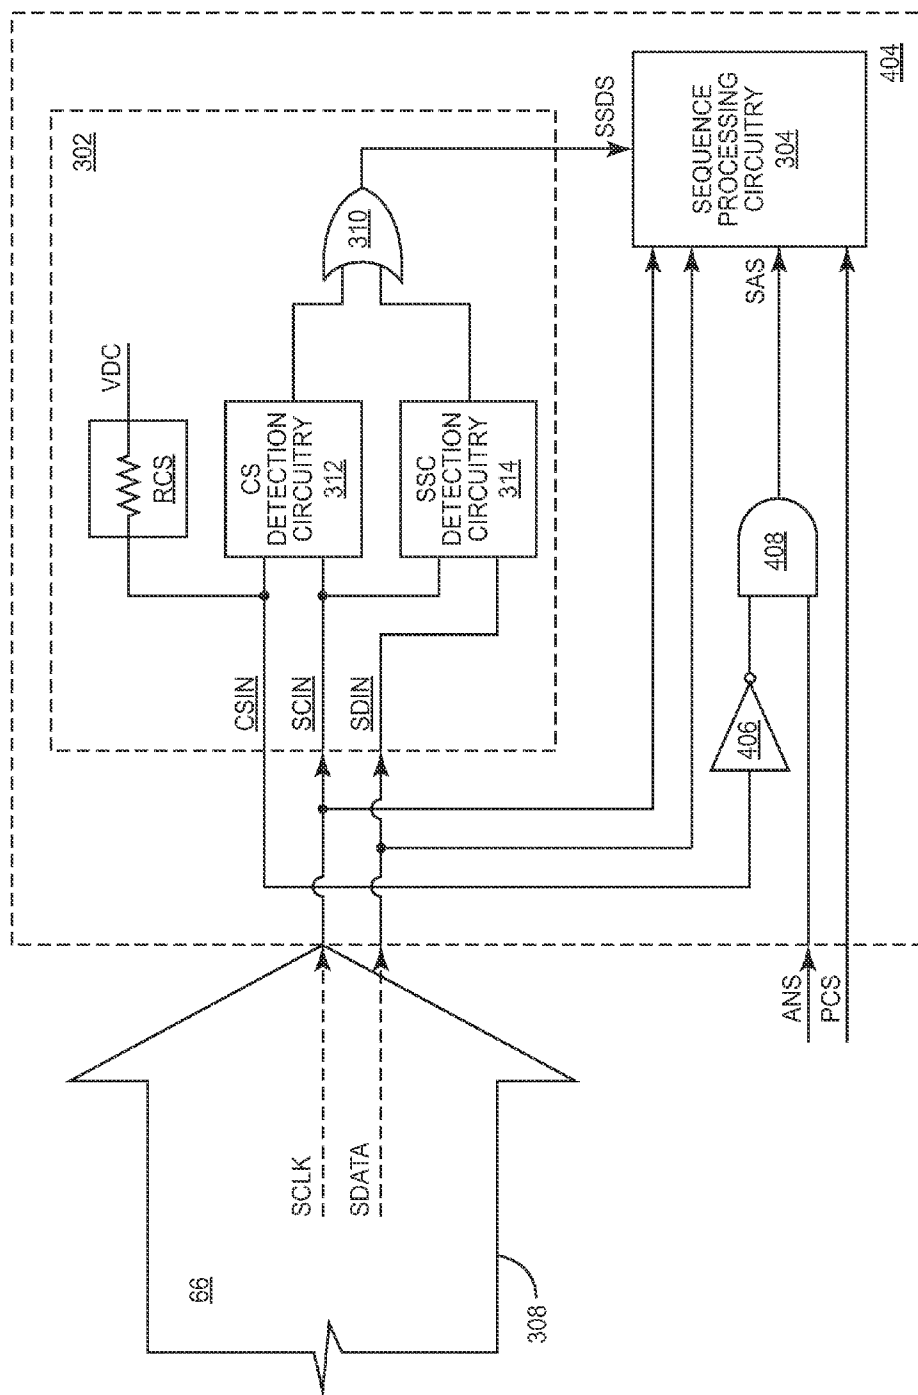 302
404
VDC
RCS
CS
DETECTION
CIRCUITRY
312
SSC
DETECTION
CIRCUITRY
314
310
SSDS
SEQUENCE
PROCESSING
CIRCUITRY
304
SAS
CSIN
SCIN
SDIN
406
408
ANS
PCS
SCLK
SDATA
66
308